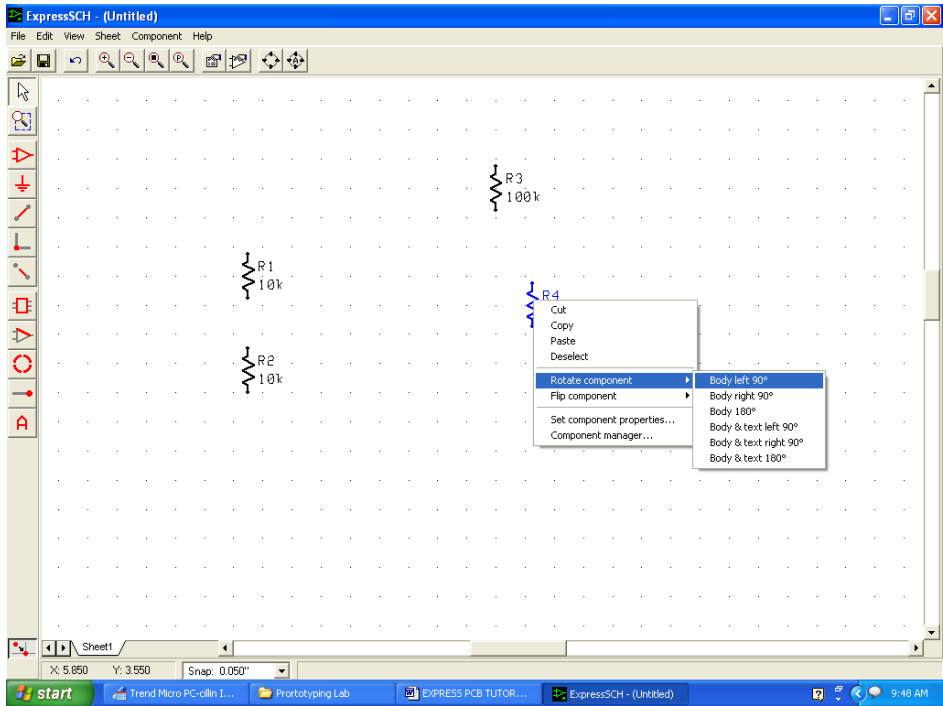 ExpressSCH - (Untitled)
File Edit View Sheet Component Help
R3
100k
R1
10k
R4
Cut
Copy
Paste
Deselect
R2
10k
Rotate component
Flip component
Set component properties...
Component manager...
Body left 90°
Body right 90°
Body 180°
Body & text left 90°
Body & text right 90°
Body & text 180°
A
Sheet1
X: 5.850 Y: 3.550 Snap: 0.050"
start Trend Micro PC-cillin I... Prortotyping Lab EXPRESS PCB TUTOR... ExpressSCH - (Untitled) 9:48 AM